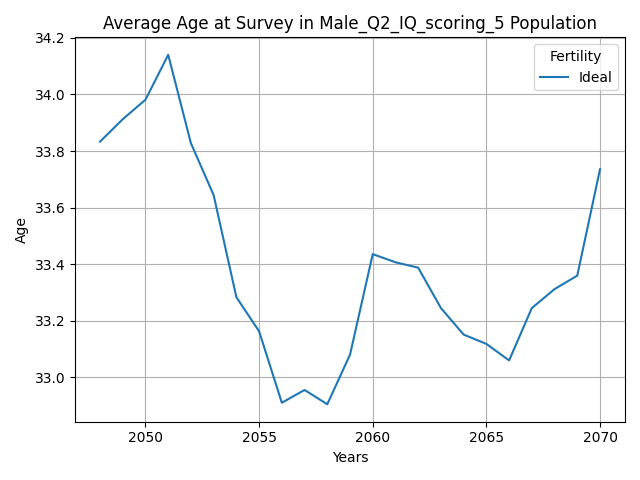 Average Age at Survey in Male_Q2_IQ_scoring_5 Population
Fertility
Ideal
34.2
34.0
33.8
33.6
33.4
33.2
33.0
Age
2050 2055 2060 2065 2070
Years